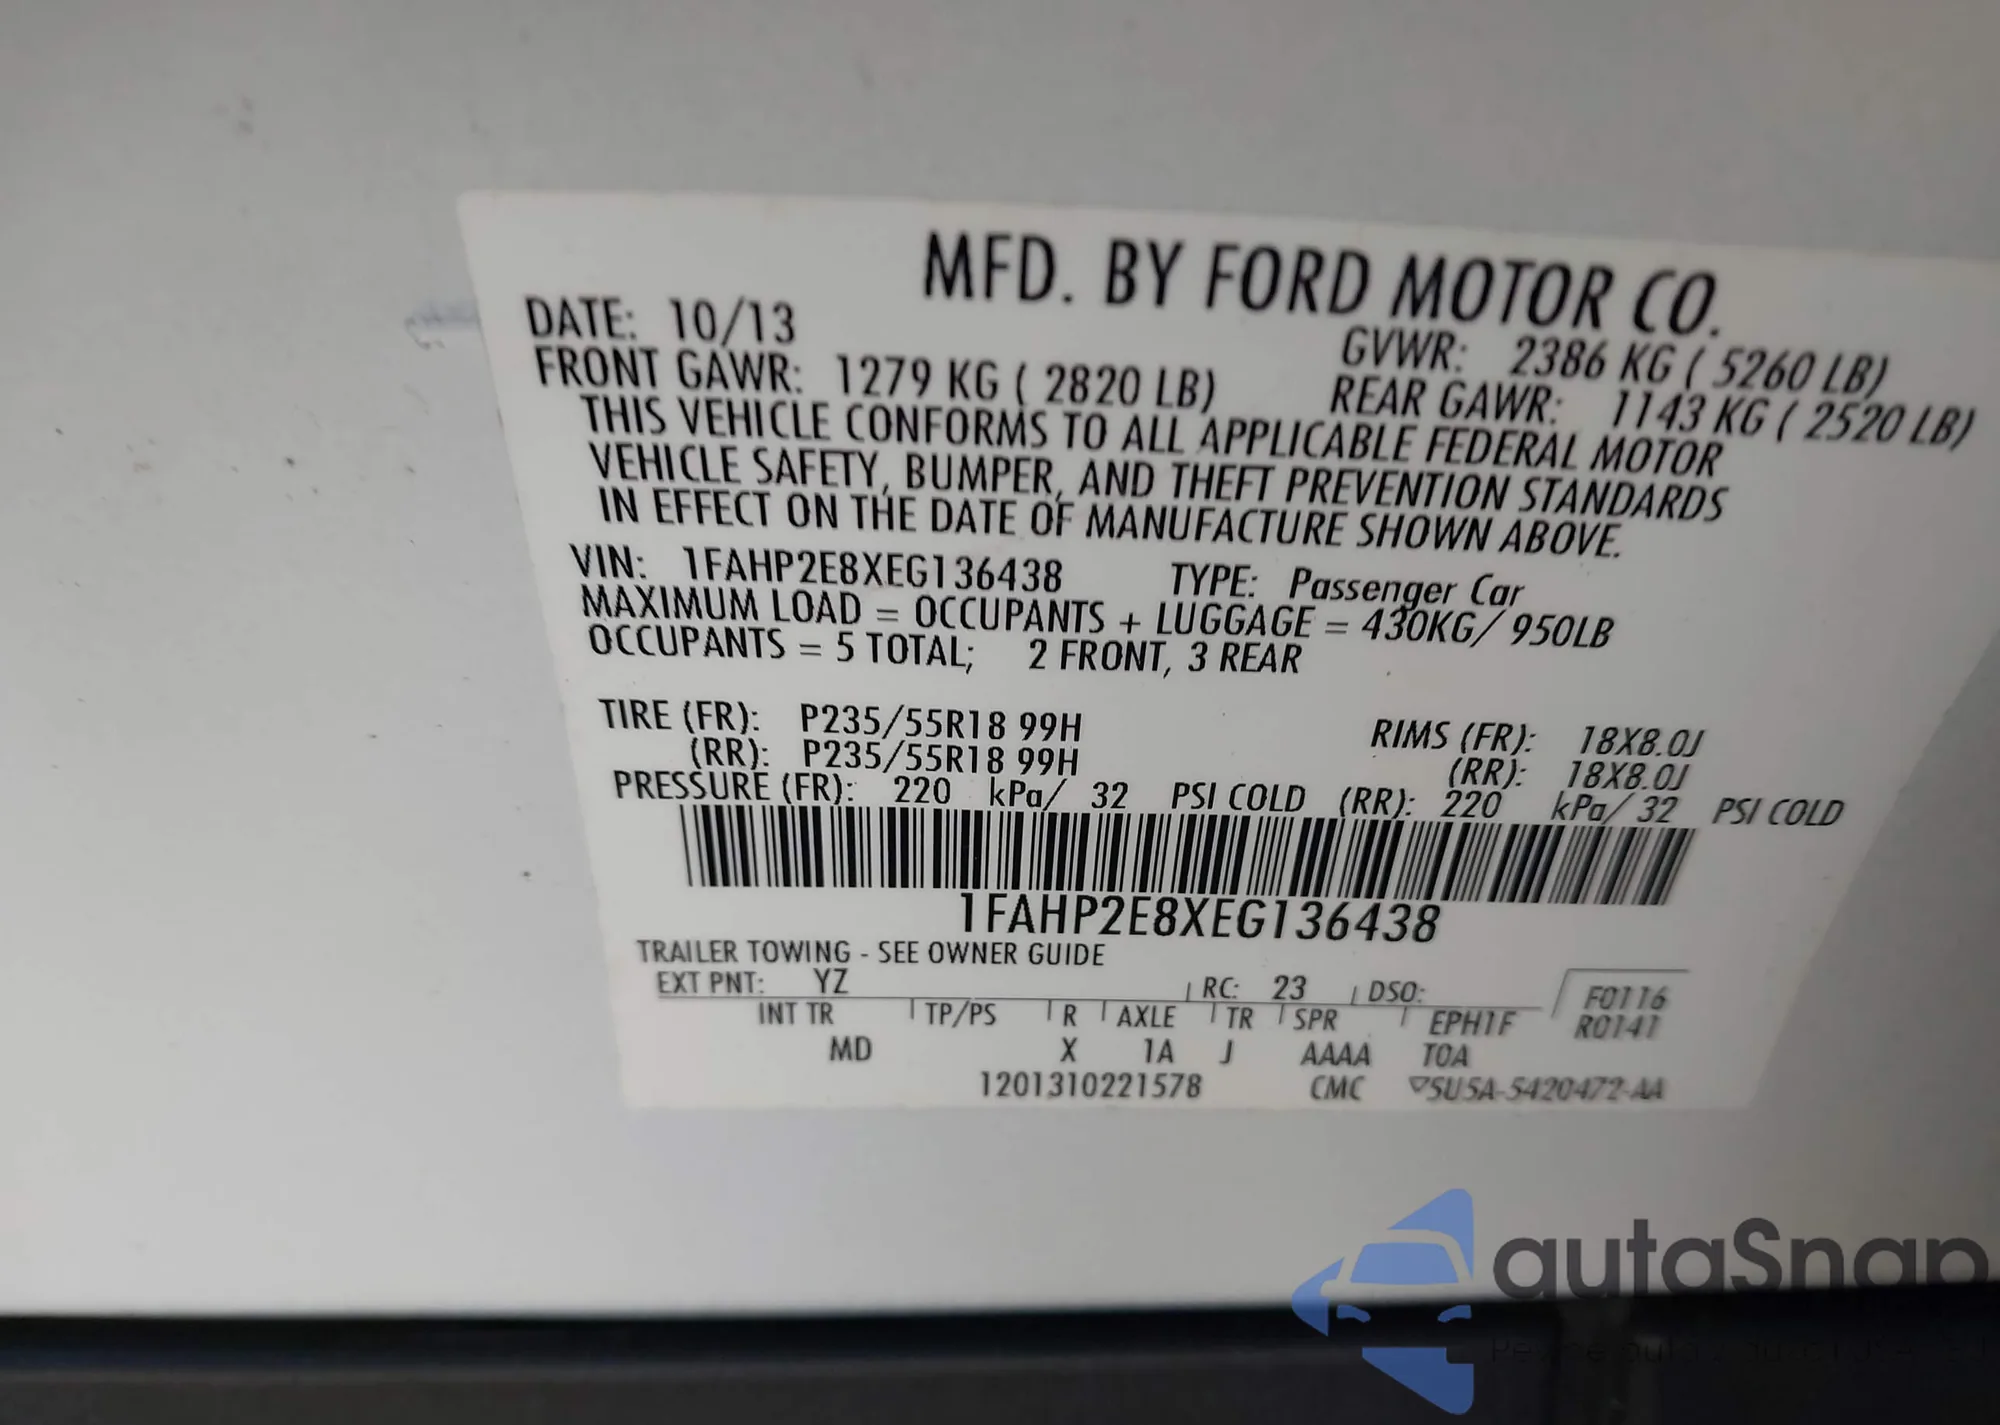 MFD. BY FORD MOTOR CO.
DATE: 10/13
GVWR: 2386 KG ( 5260 LB)
FRONT GAWR: 1279 KG ( 2820 LB)
REAR GAWR: 1143 KG ( 2520 LB)
THIS VEHICLE CONFORMS TO ALL APPLICABLE FEDERAL MOTOR
VEHICLE SAFETY, BUMPER, AND THEFT PREVENTION STANDARDS
IN EFFECT ON THE DATE OF MANUFACTURE SHOWN ABOVE.
VIN: 1FAHP2E8XEG136438 TYPE: Passenger Car
MAXIMUM LOAD = OCCUPANTS + LUGGAGE = 430KG/ 950LB
OCCUPANTS = 5 TOTAL; 2 FRONT, 3 REAR
TIRE (FR): P235/55R18 99H RIMS (FR): 18X8.0J
(RR): P235/55R18 99H (RR): 18X8.0J
PRESSURE (FR): 220 kPa/ 32 PSI COLD (RR): 220 kPa/ 32 PSI COLD
1FAHP2E8XEG136438
TRAILER TOWING - SEE OWNER GUIDE
EXT PNT: YZ RC: 23 DSO: F0116
INT TR TP/PS R AXLE TR SPR EPH1F R0141
MD X 1A J AAAA TOA
1201310221578 CMC ▽5U5A-5420472-AA
autaSnap